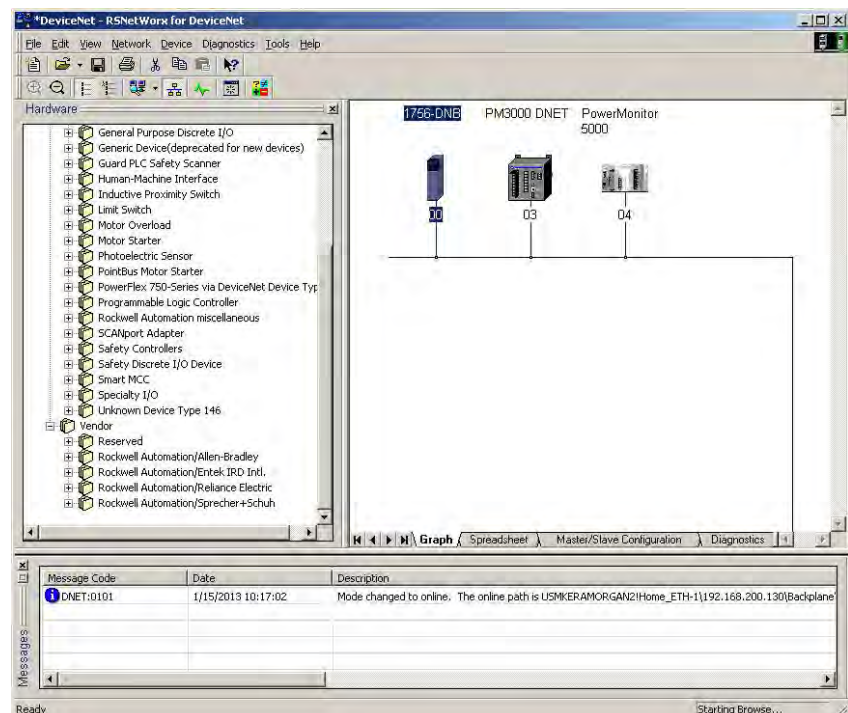 *DeviceNet - RSNetWorx for DeviceNet
File Edit View Network Device Diagnostics Tools Help
Hardware
General Purpose Discrete I/O
Generic Device(deprecated for new devices)
Guard PLC Safety Scanner
Human-Machine Interface
Inductive Proximity Switch
Limit Switch
Motor Overload
Motor Starter
Photoelectric Sensor
PointBus Motor Starter
PowerFlex 750-Series via DeviceNet Device Typ
Programmable Logic Controller
Rockwell Automation miscellaneous
SCANport Adapter
Safety Controllers
Safety Discrete I/O Device
Smart MCC
Specialty I/O
Unknown Device Type 146
Vendor
Reserved
Rockwell Automation/Allen-Bradley
Rockwell Automation/Entek IRD Intl.
Rockwell Automation/Reliance Electric
Rockwell Automation/Sprecher+Schuh
1756-DNB PM3000 DNET PowerMonitor
5000
00 03 04
Graph Spreadsheet Master/Slave Configuration Diagnostics
Messages
Message Code Date Description
DNET:0101 1/15/2013 10:17:02 Mode changed to online. The online path is USMKERAMORGAN2!Home_ETH-1\192.168.200.130\Backplane
Ready Starting Browse...